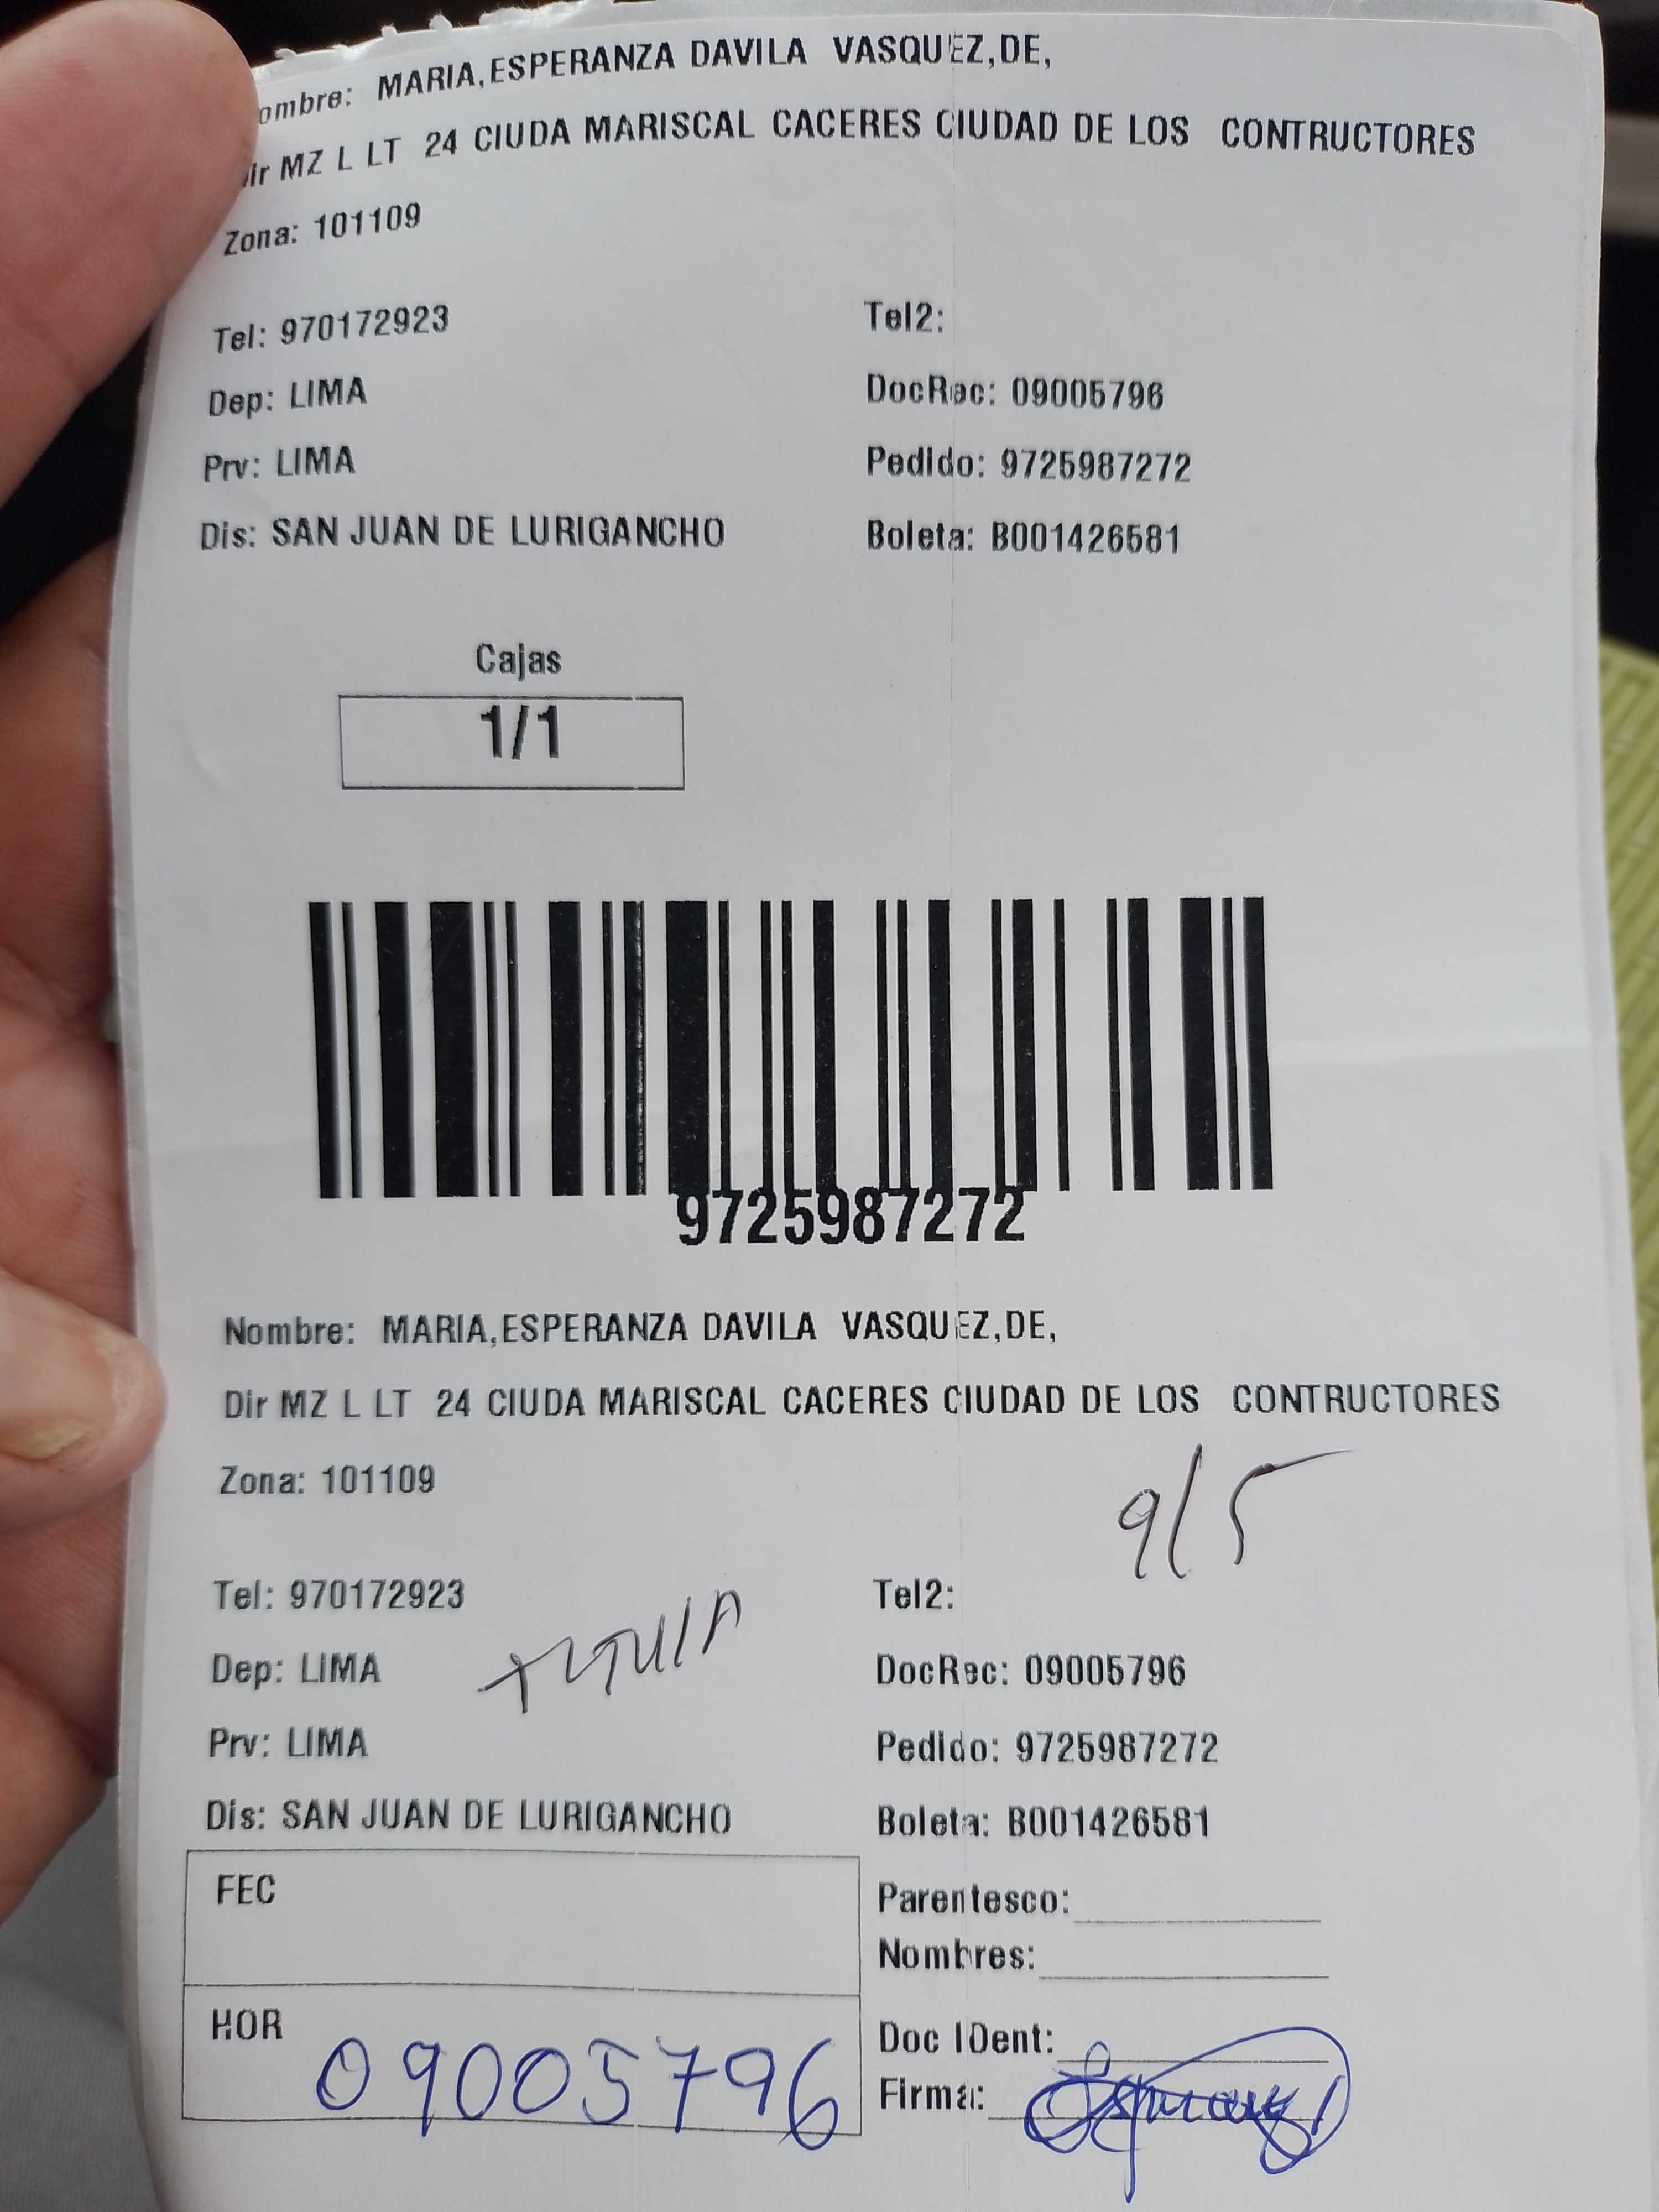 ombre: MARIA,ESPERANZA DAVILA VASQUEZ,DE,
Dir MZ L LT 24 CIUDA MARISCAL CACERES CIUDAD DE LOS CONTRUCTORES
Zona: 101109
Tel: 970172923 Tel2:
Dep: LIMA DocRec: 09005796
Prv: LIMA Pedido: 9725987272
Dis: SAN JUAN DE LURIGANCHO Boleta: B001426581
Cajas
1/1
9725987272
Nombre: MARIA,ESPERANZA DAVILA VASQUEZ,DE,
Dir MZ L LT 24 CIUDA MARISCAL CACERES CIUDAD DE LOS CONTRUCTORES
Zona: 101109
9/5
Tel: 970172923 Tel2:
Dep: LIMA DocRec: 09005796
Prv: LIMA Pedido: 9725987272
Dis: SAN JUAN DE LURIGANCHO Boleta: B001426581
FEC
Parentesco:
Nombres:
HOR 09005796
Doc IDent:
Firma: